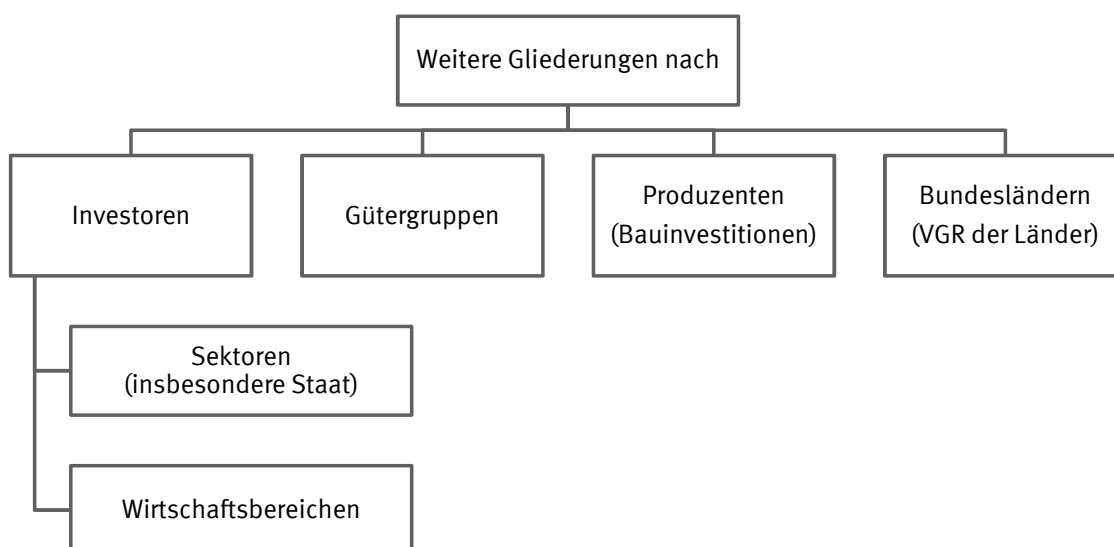 Weitere Gliederungen nach
Investoren
Gütergruppen
Produzenten
(Bauinvestitionen)
Bundesländern
(VGR der Länder)
Sektoren
(insbesondere Staat)
Wirtschaftsbereichen